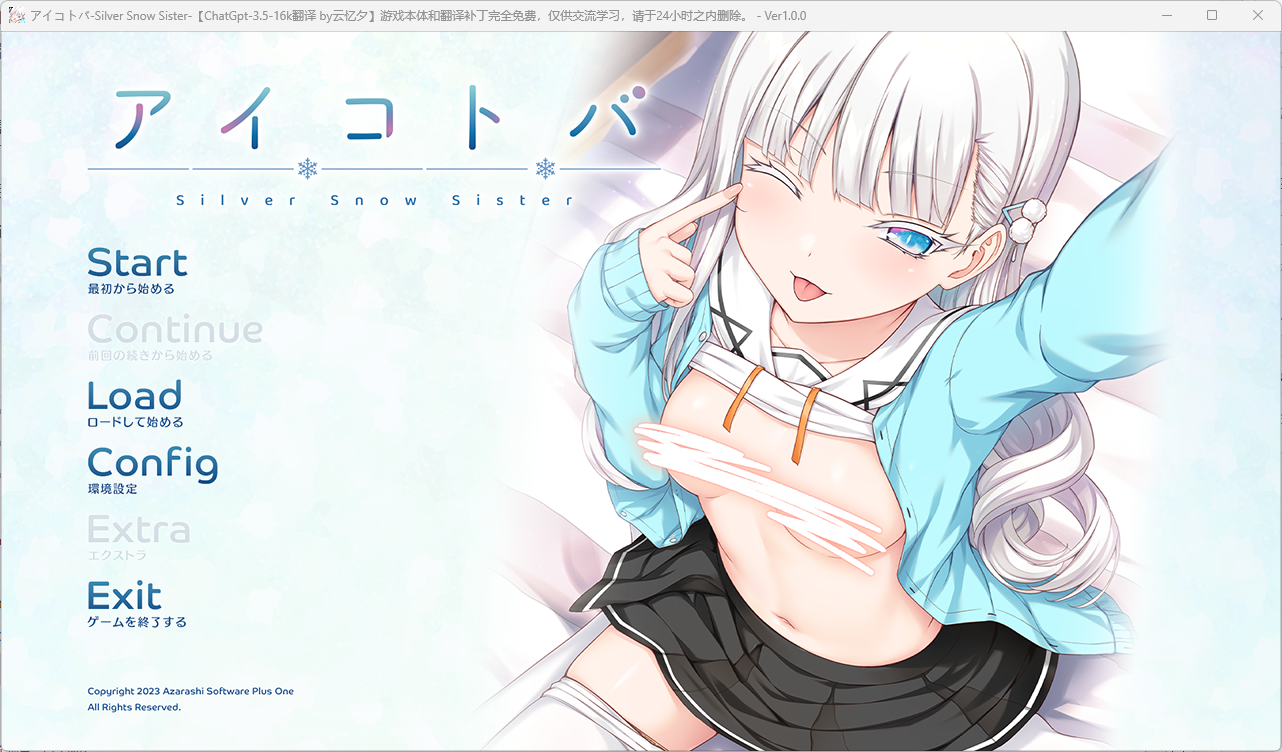 アイコトバ-Silver Snow Sister-【ChatGpt-3.5-16k翻译 by云忆夕】游戏本体和翻译补丁完全免费，仅供交流学习，请于24小时之内删除。 - Ver1.0.0
アイコトバ
Silver Snow Sister
Start
最初から始める
Continue
前回の続きから始める
Load
ロードして始める
Config
環境設定
Extra
エクストラ
Exit
ゲームを終了する
Copyright 2023 Azarashi Software Plus One
All Rights Reserved.